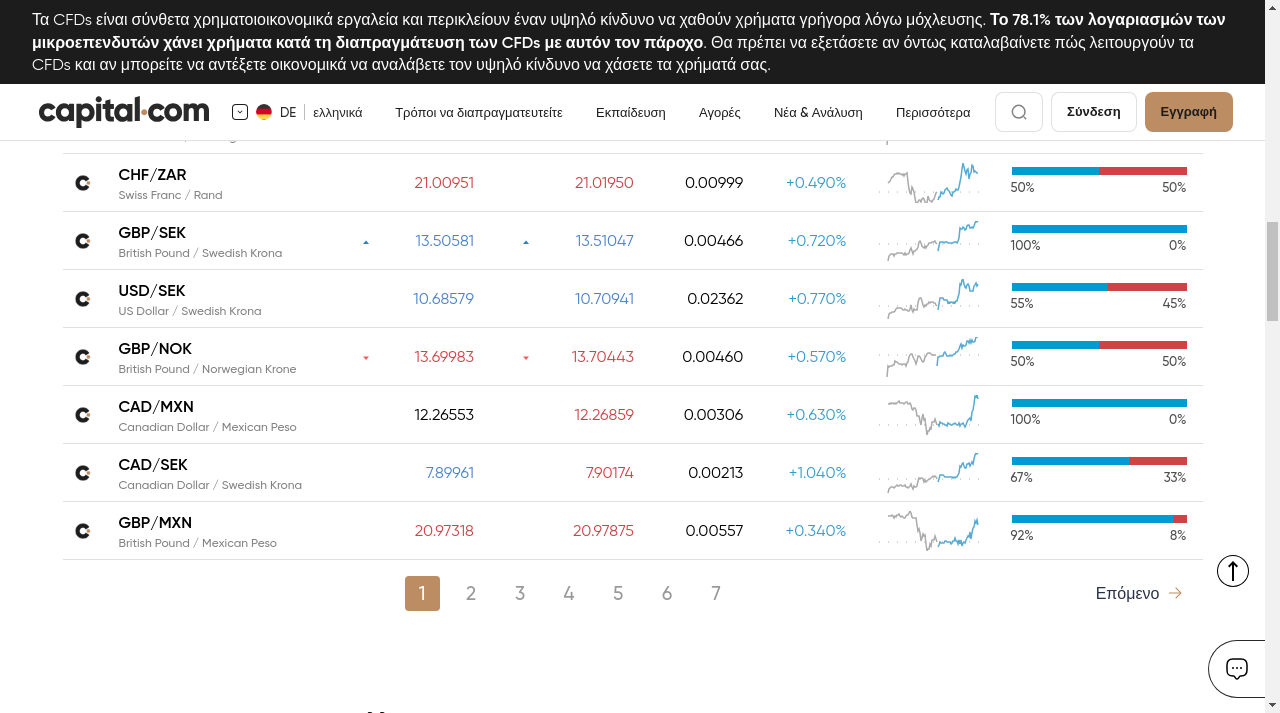 Τα CFDs είναι σύνθετα χρηματοοικονομικά εργαλεία και περικλείουν έναν υψηλό κίνδυνο να χαθούν χρήματα γρήγορα λόγω μόχλευσης. Το 78.1% των λογαριασμών των
μικροεπενδυτών χάνει χρήματα κατά τη διαπραγμάτευση των CFDs με αυτόν τον πάροχο. Θα πρέπει να εξετάσετε αν όντως καταλαβαίνετε πώς λειτουργούν τα
CFDs και αν μπορείτε να αντέξετε οικονομικά να αναλάβετε τον υψηλό κίνδυνο να χάσετε τα χρήματά σας.
capital.com DE ελληνικά Τρόποι να διαπραγματευτείτε Εκπαίδευση Αγορές Νέα & Ανάλυση Περισσότερα Σύνδεση Εγγραφή
CHF/ZAR 21.00951 21.01950 0.00999 +0.490%
Swiss Franc / Rand 50% 50%
GBP/SEK 13.50581 13.51047 0.00466 +0.720%
British Pound / Swedish Krona 100% 0%
USD/SEK 10.68579 10.70941 0.02362 +0.770%
US Dollar / Swedish Krona 55% 45%
GBP/NOK 13.69983 13.70443 0.00460 +0.570%
British Pound / Norwegian Krone 50% 50%
CAD/MXN 12.26553 12.26859 0.00306 +0.630%
Canadian Dollar / Mexican Peso 100% 0%
CAD/SEK 7.89961 7.90174 0.00213 +1.040%
Canadian Dollar / Swedish Krona 67% 33%
GBP/MXN 20.97318 20.97875 0.00557 +0.340%
British Pound / Mexican Peso 92% 8%
1 2 3 4 5 6 7 Επόμενο